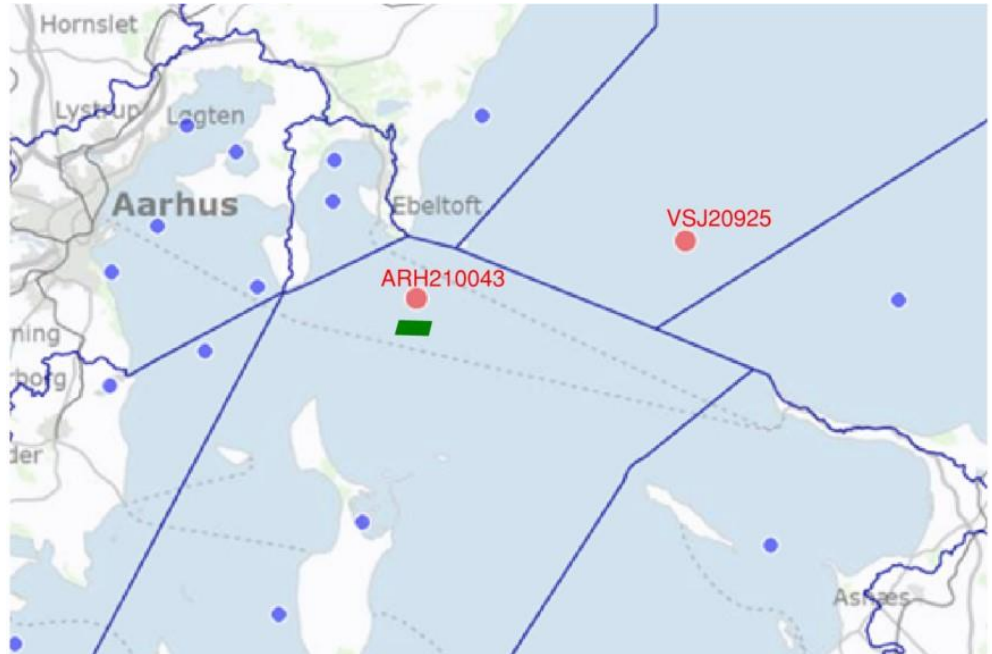 Hornslet
Lystrup
Løgten
Aarhus
Ebeltoft
VSJ20925
ARH210043
ning
rborg
der
Asnæs